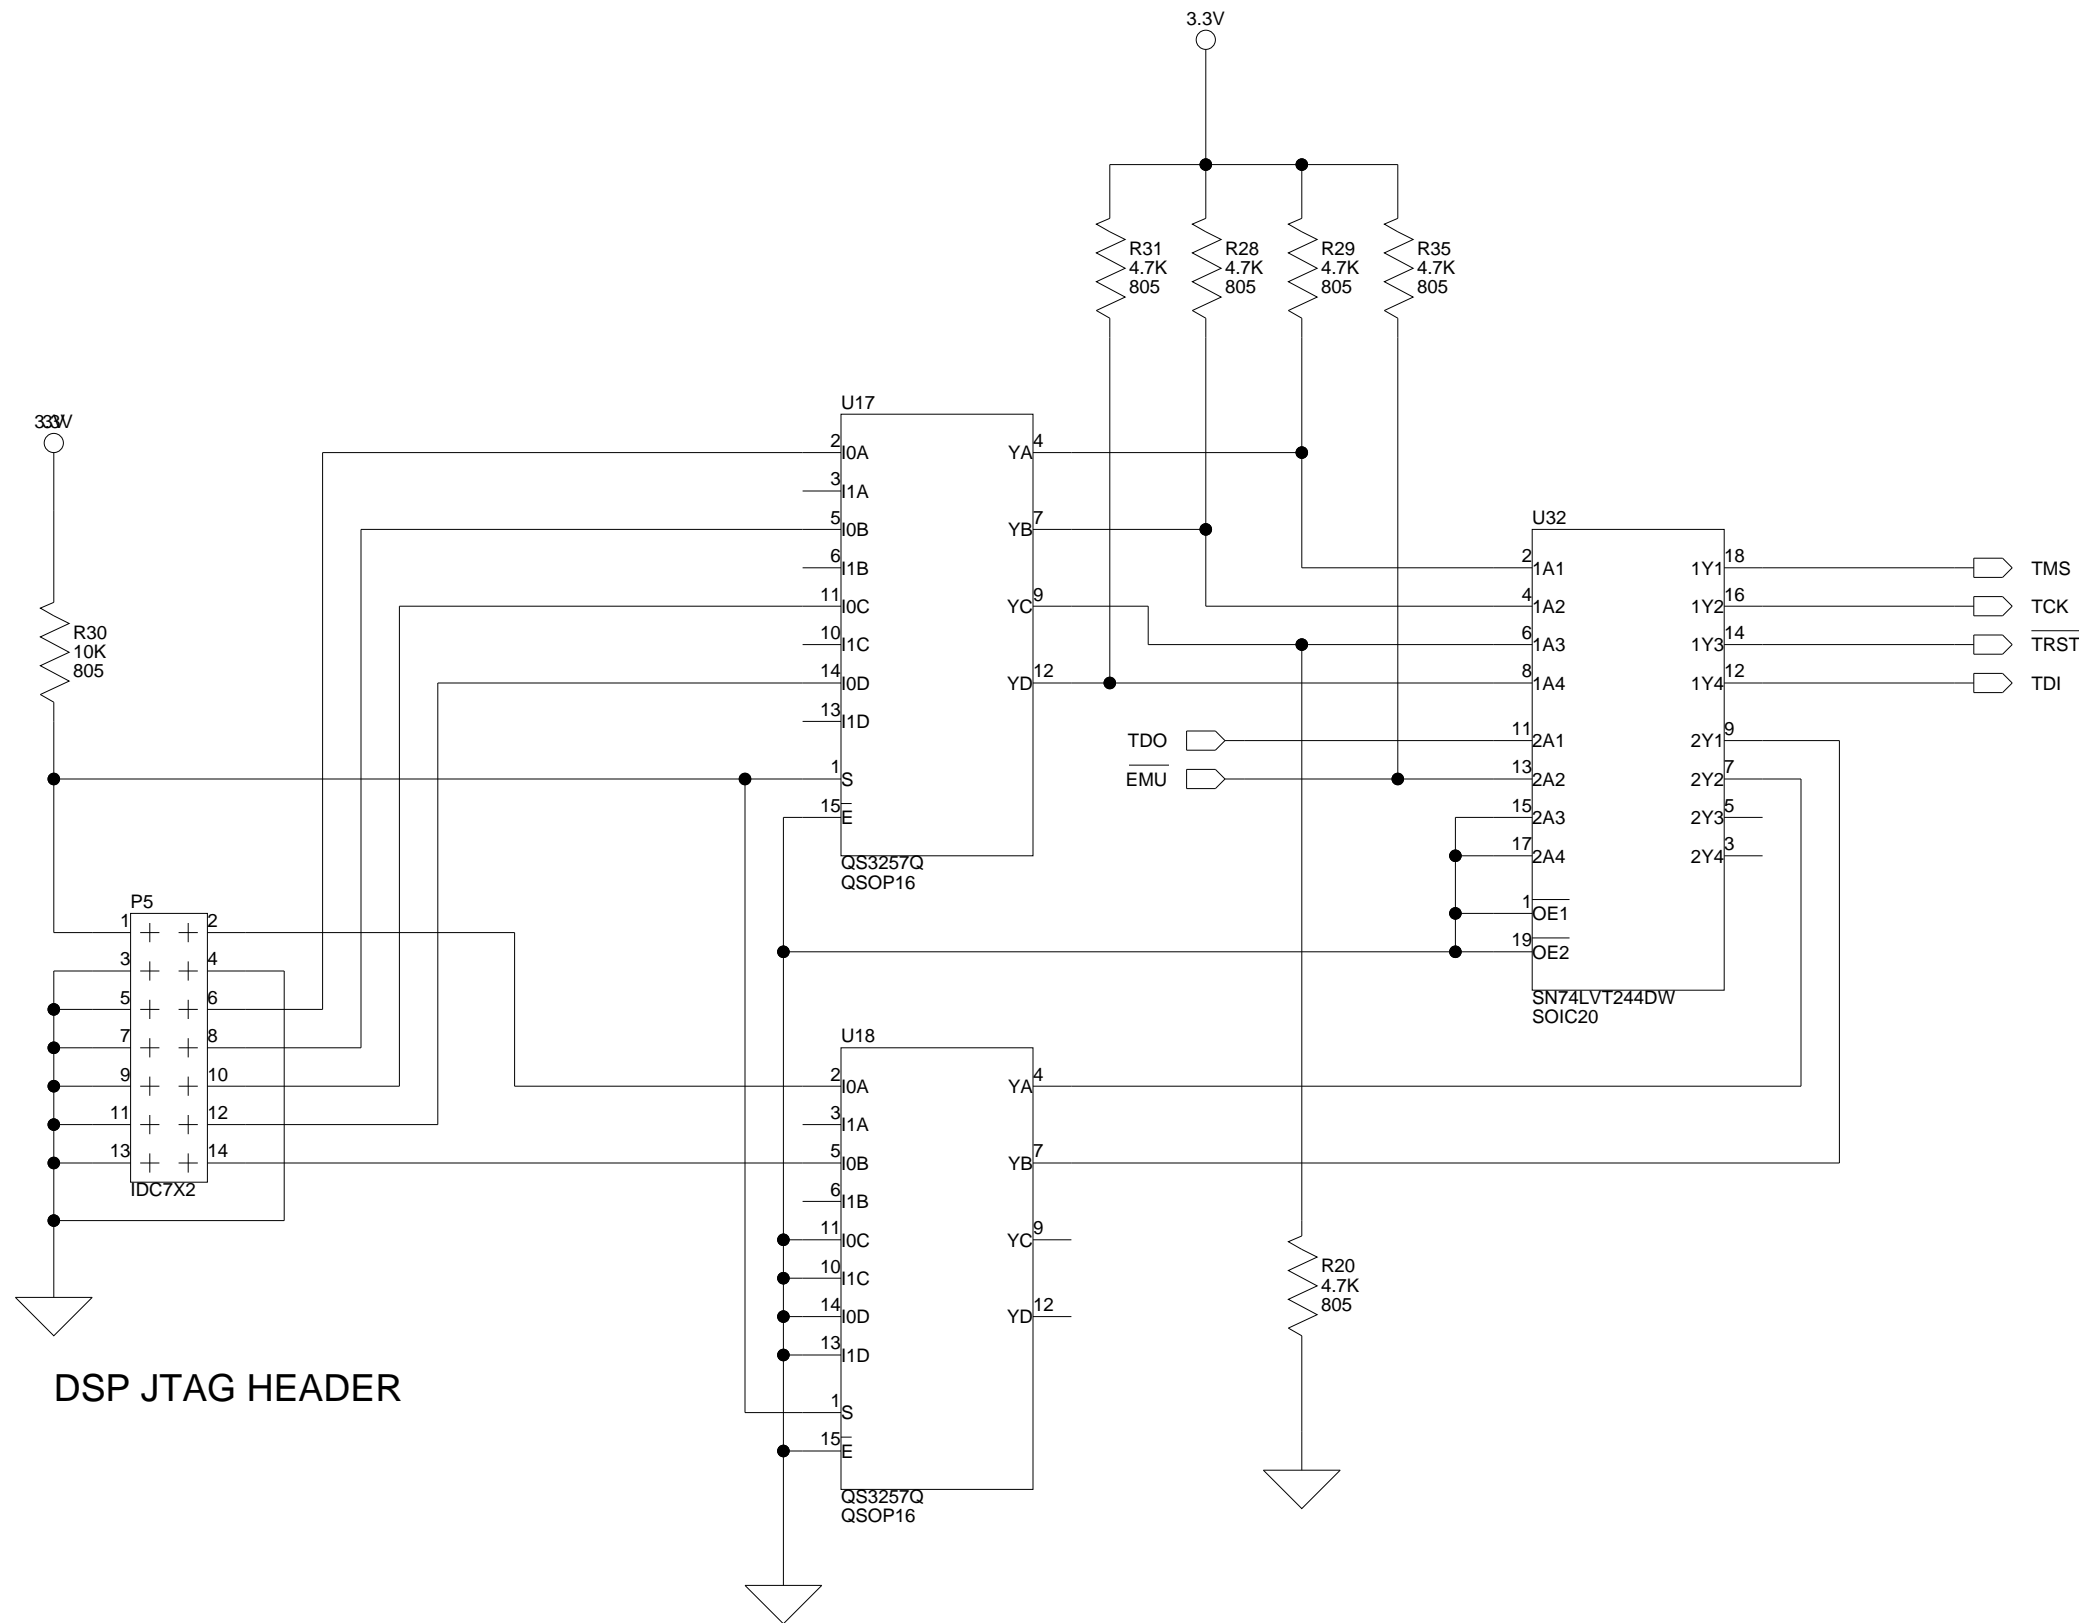 3.3V
R31
4.7K
805
R28
4.7K
805
R29
4.7K
805
R35
4.7K
805
3.3V
3.3V
R30
10K
805
U17
2 I0A
3 I1A
5 I0B
6 I1B
11 I0C
10 I1C
14 I0D
13 I1D
1 S
15 E
YA 4
YB 7
YC 9
YD 12
QS3257Q
QSOP16
TDO
EMU
U32
2 1A1
4 1A2
6 1A3
8 1A4
11 2A1
13 2A2
15 2A3
17 2A4
1 OE1
19 OE2
1Y1 18
1Y2 16
1Y3 14
1Y4 12
2Y1 9
2Y2 7
2Y3 5
2Y4 3
SN74LVT244DW
SOIC20
TMS
TCK
TRST
TDI
P5
1 2
3 4
5 6
7 8
9 10
11 12
13 14
IDC7X2
U18
2 I0A
3 I1A
5 I0B
6 I1B
11 I0C
10 I1C
14 I0D
13 I1D
1 S
15 E
YA 4
YB 7
YC 9
YD 12
QS3257Q
QSOP16
R20
4.7K
805
DSP JTAG HEADER